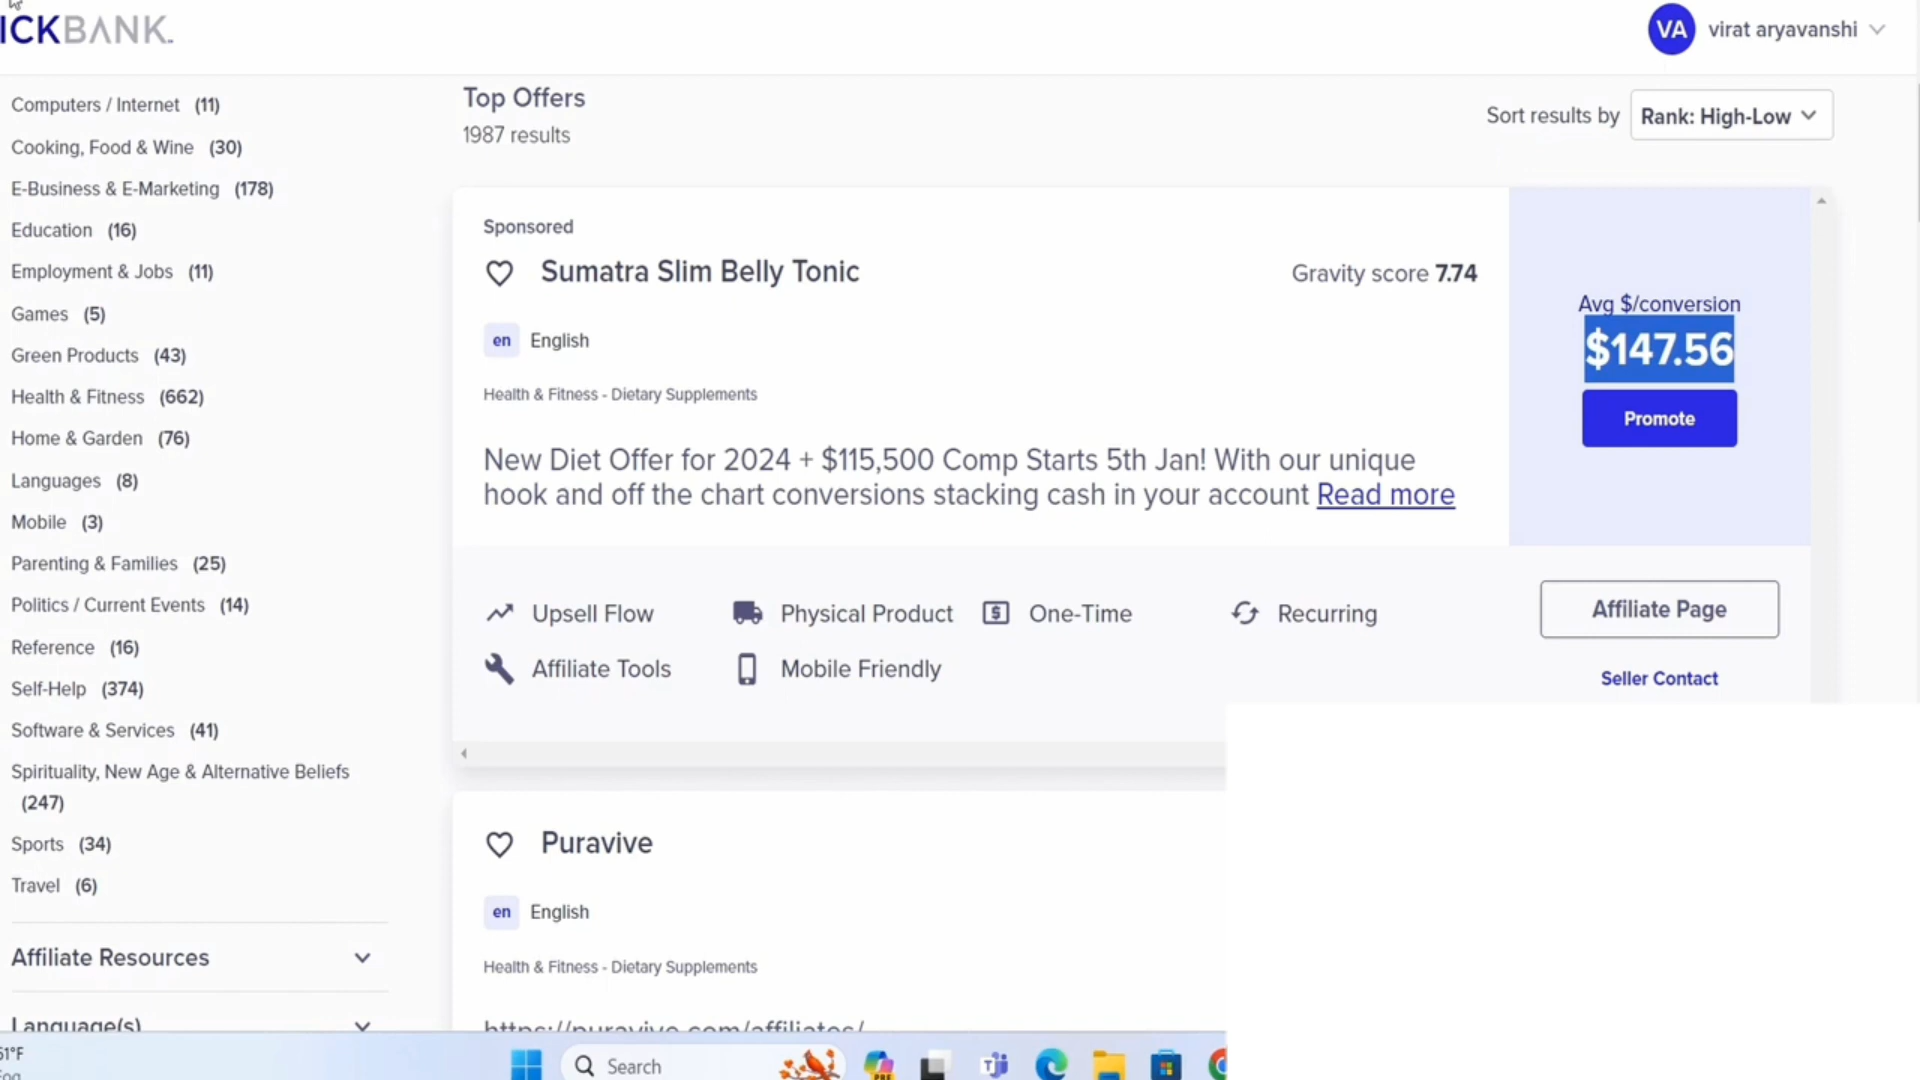 ICKBANK
VA virat aryavanshi
Computers / Internet (11)
Cooking, Food & Wine (30)
E-Business & E-Marketing (178)
Education (16)
Employment & Jobs (11)
Games (5)
Green Products (43)
Health & Fitness (662)
Home & Garden (76)
Languages (8)
Mobile (3)
Parenting & Families (25)
Politics / Current Events (14)
Reference (16)
Self-Help (374)
Software & Services (41)
Spirituality, New Age & Alternative Beliefs
(247)
Sports (34)
Travel (6)
Affiliate Resources
Language(s)
Top Offers
1987 results
Sort results by Rank: High-Low
Sponsored
Sumatra Slim Belly Tonic
Gravity score 7.74
en English
Health & Fitness - Dietary Supplements
New Diet Offer for 2024 + $115,500 Comp Starts 5th Jan! With our unique
hook and off the chart conversions stacking cash in your account Read more
Avg $/conversion
$147.56
Promote
Upsell Flow Physical Product One-Time Recurring
Affiliate Tools Mobile Friendly
Affiliate Page
Seller Contact
Puravive
en English
Health & Fitness - Dietary Supplements
https://puravive.com/affiliates/
Search